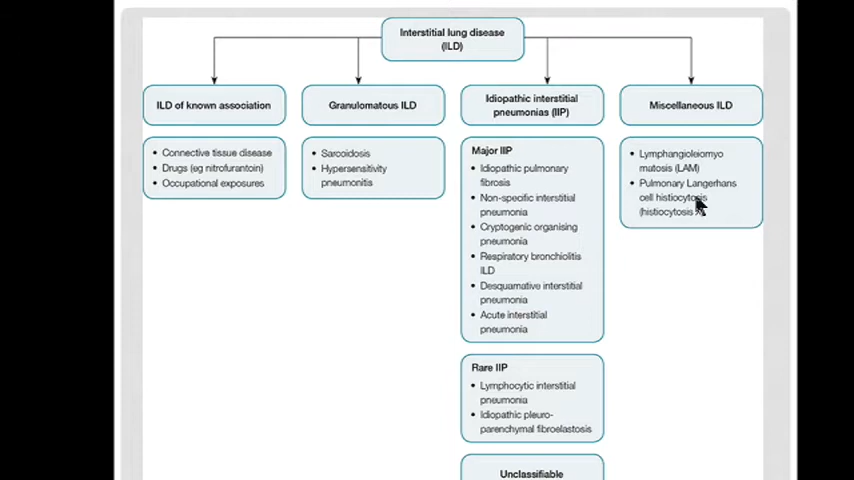 Interstitial lung disease
(ILD)
ILD of known association
Granulomatous ILD
Idiopathic interstitial
pneumonias (IIP)
Miscellaneous ILD
• Connective tissue disease
• Drugs (eg nitrofurantoin)
• Occupational exposures
• Sarcoidosis
• Hypersensitivity
pneumonitis
Major IIP
• Idiopathic pulmonary
fibrosis
• Non-specific interstitial
pneumonia
• Cryptogenic organising
pneumonia
• Respiratory bronchiolitis
ILD
• Desquamative interstitial
pneumonia
• Acute interstitial
pneumonia
• Lymphangioleiomyo
matosis (LAM)
• Pulmonary Langerhans
cell histiocytosis
(histiocytosis
Rare IIP
• Lymphocytic interstitial
pneumonia
• Idiopathic pleuro-
parenchymal fibroelastosis
Unclassifiable